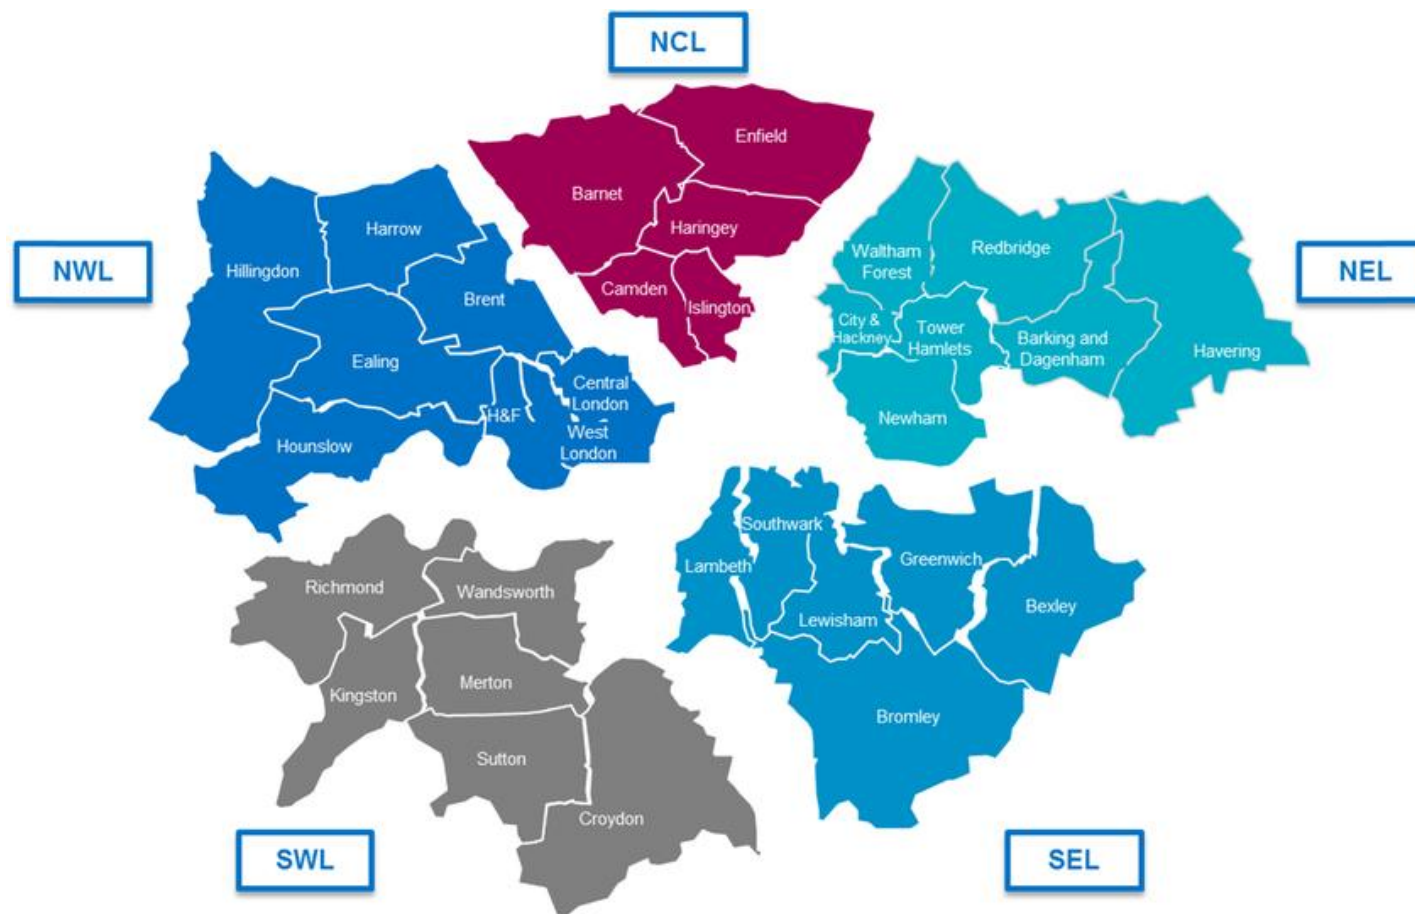 NCL
Enfield
Barnet
Haringey
Camden
Islington
NWL
Harrow
Hillingdon
Brent
Ealing
Central
London
H&F
West
London
Hounslow
NEL
Waltham
Forest
Redbridge
City &
Hackney
Tower
Hamlets
Barking and
Dagenham
Havering
Newham
Richmond
Wandsworth
Kingston
Merton
Sutton
Croydon
SWL
Southwark
Lambeth
Greenwich
Lewisham
Bexley
Bromley
SEL